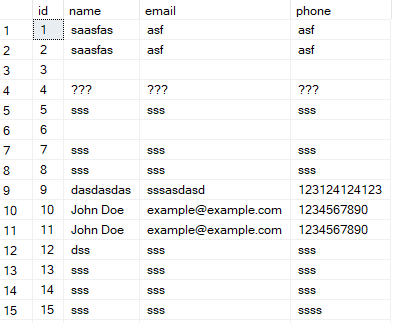 id name email phone
1 1 saasfas asf asf
2 2 saasfas asf asf
3 3
4 4 ??? ??? ???
5 5 sss sss sss
6 6
7 7 sss sss sss
8 8 sss sss sss
9 9 dasdasdas sssasdasd 123124124123
10 10 John Doe example@example.com 1234567890
11 11 John Doe example@example.com 1234567890
12 12 dss sss sss
13 13 sss sss sss
14 14 sss sss sss
15 15 sss sss ssss